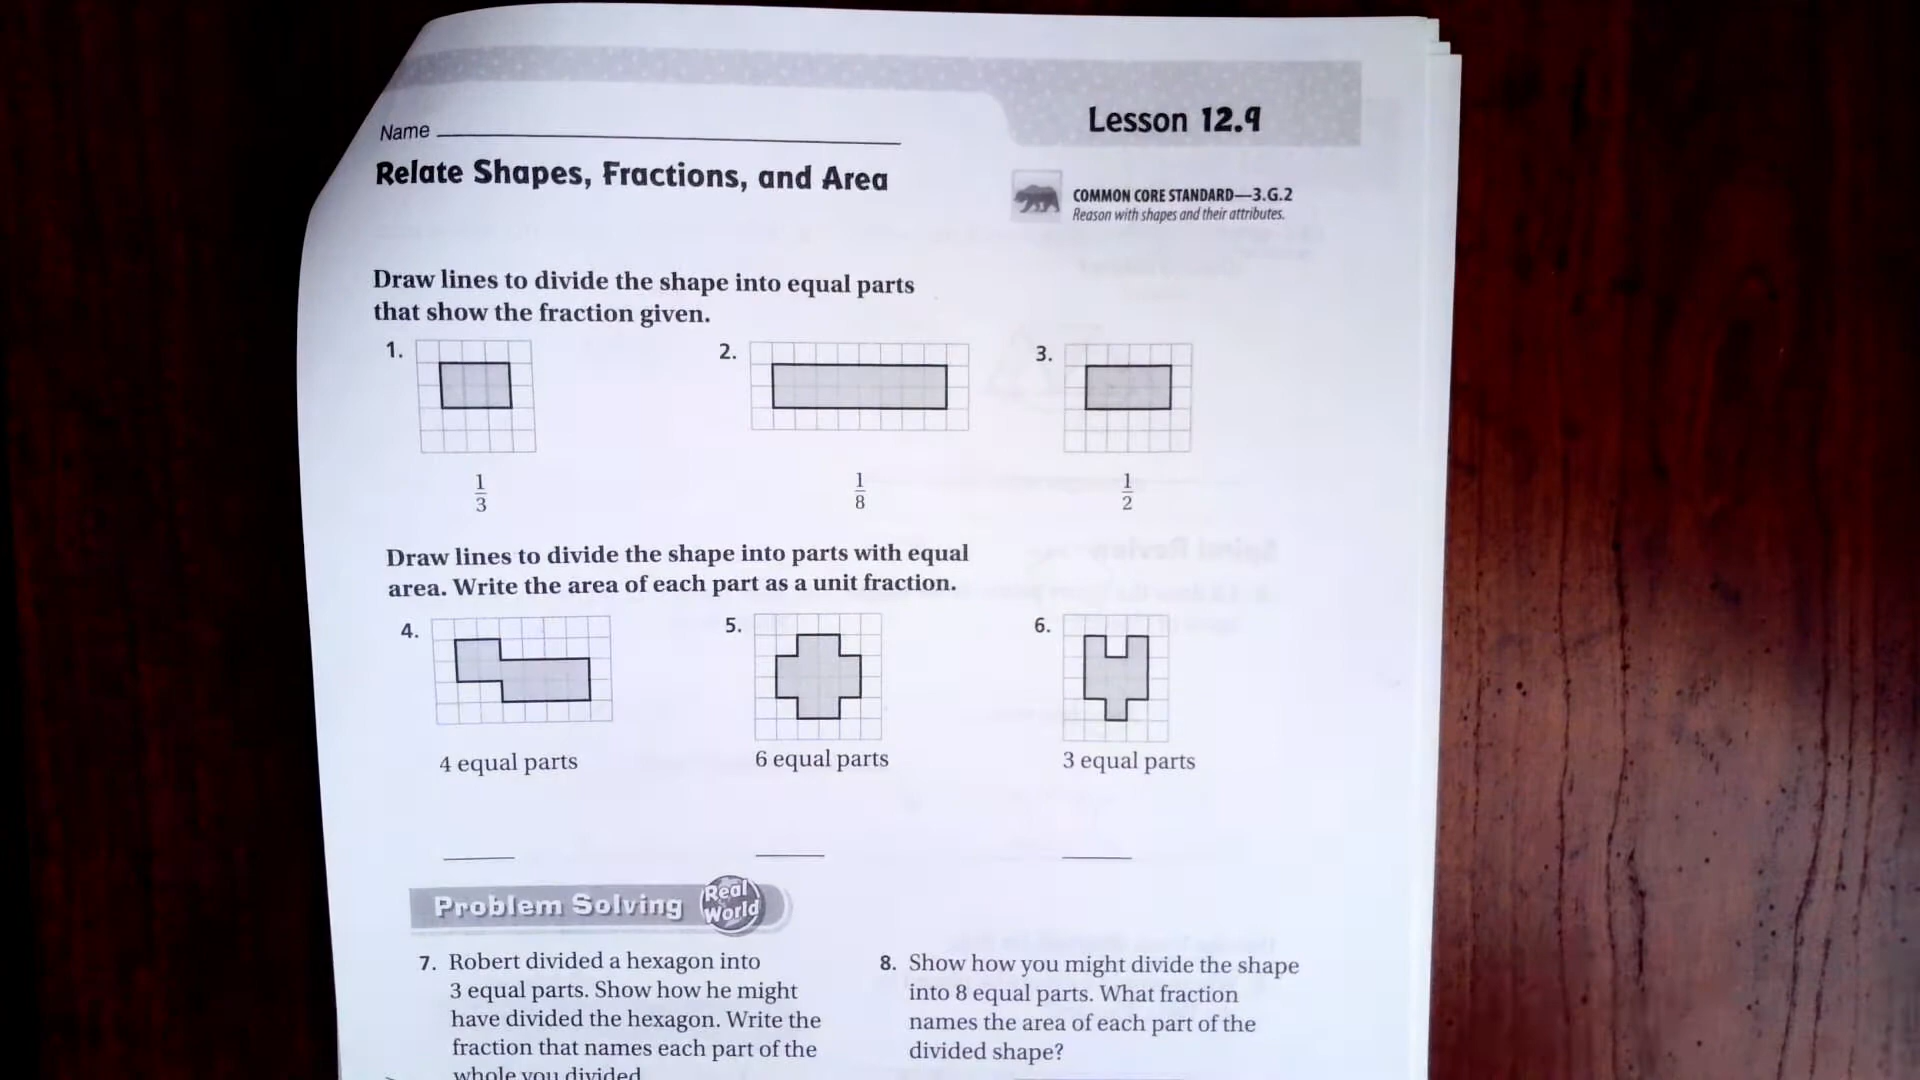 Lesson 12.9
Name
Relate Shapes, Fractions, and Area
COMMON CORE STANDARD—3.G.2
Reason with shapes and their attributes.
Draw lines to divide the shape into equal parts
that show the fraction given.
1.
2.
3.
1/3
1/8
1/2
Draw lines to divide the shape into parts with equal
area. Write the area of each part as a unit fraction.
4.
5.
6.
4 equal parts
6 equal parts
3 equal parts
Problem Solving
Real
World
7. Robert divided a hexagon into
3 equal parts. Show how he might
have divided the hexagon. Write the
fraction that names each part of the
whole you divided.
8. Show how you might divide the shape
into 8 equal parts. What fraction
names the area of each part of the
divided shape?